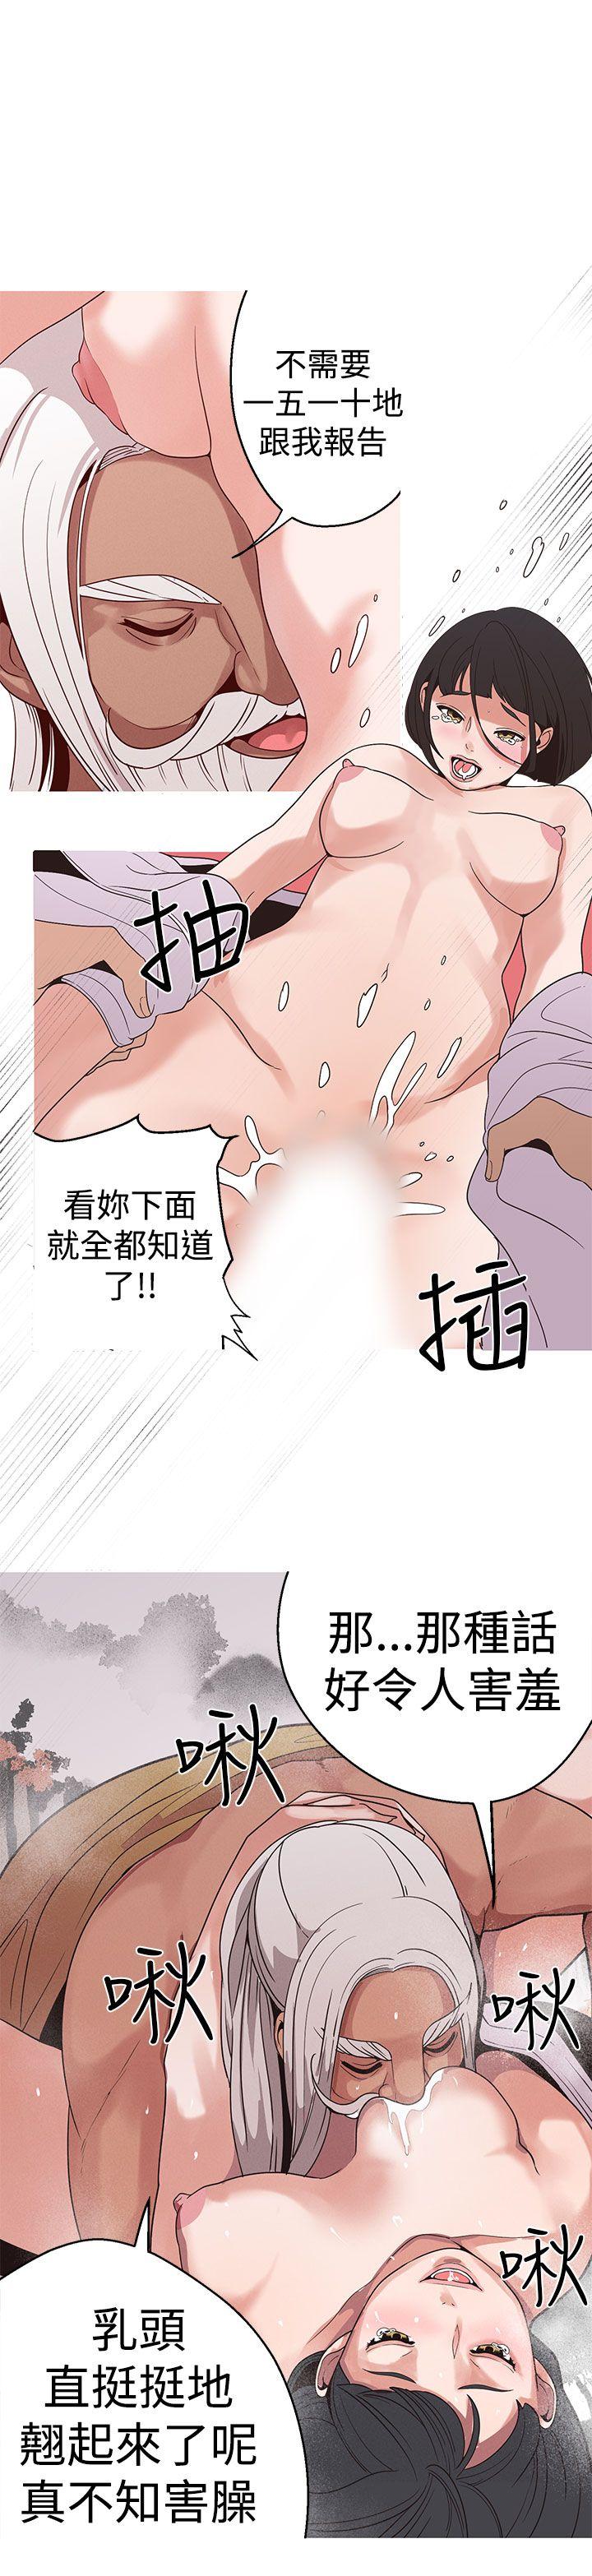 不需要
一五一十地
跟我報告
抽
看妳下面
就全都知道
了!!
插
那...那種話
好令人害羞
啾
啾
啾
啾
乳頭
直挺挺地
翹起來了呢
真不知害臊